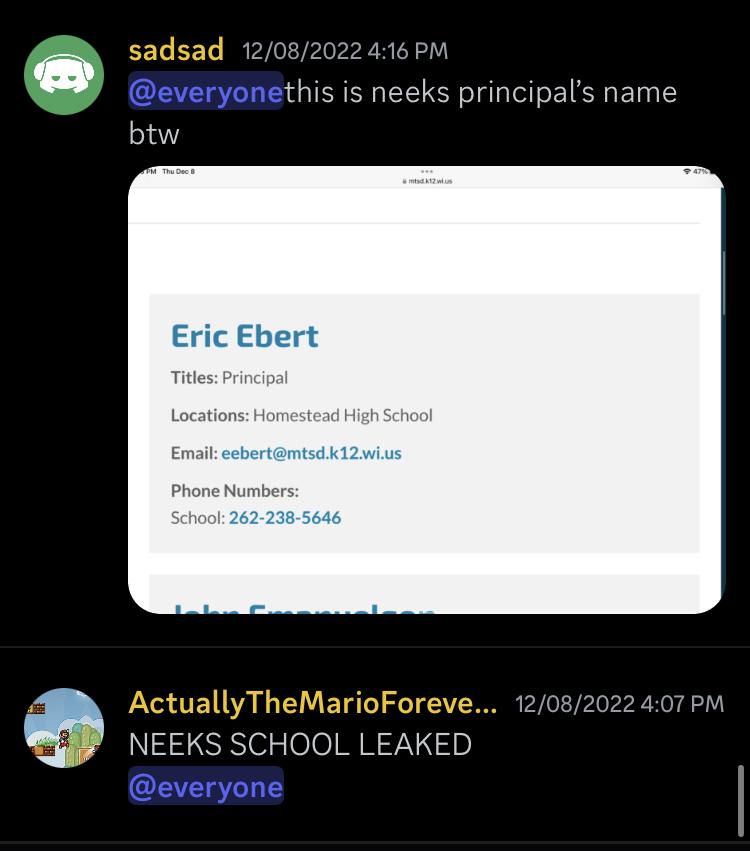 sadsad 12/08/2022 4:16 PM
@everyonethis is neeks principal's name
btw
PM Thu Dec 8
47%
mtsd.k12.wi.us
Eric Ebert
Titles: Principal
Locations: Homestead High School
Email: eebert@mtsd.k12.wi.us
Phone Numbers:
School: 262-238-5646
ActuallyTheMarioForeve... 12/08/2022 4:07 PM
NEEKS SCHOOL LEAKED
@everyone